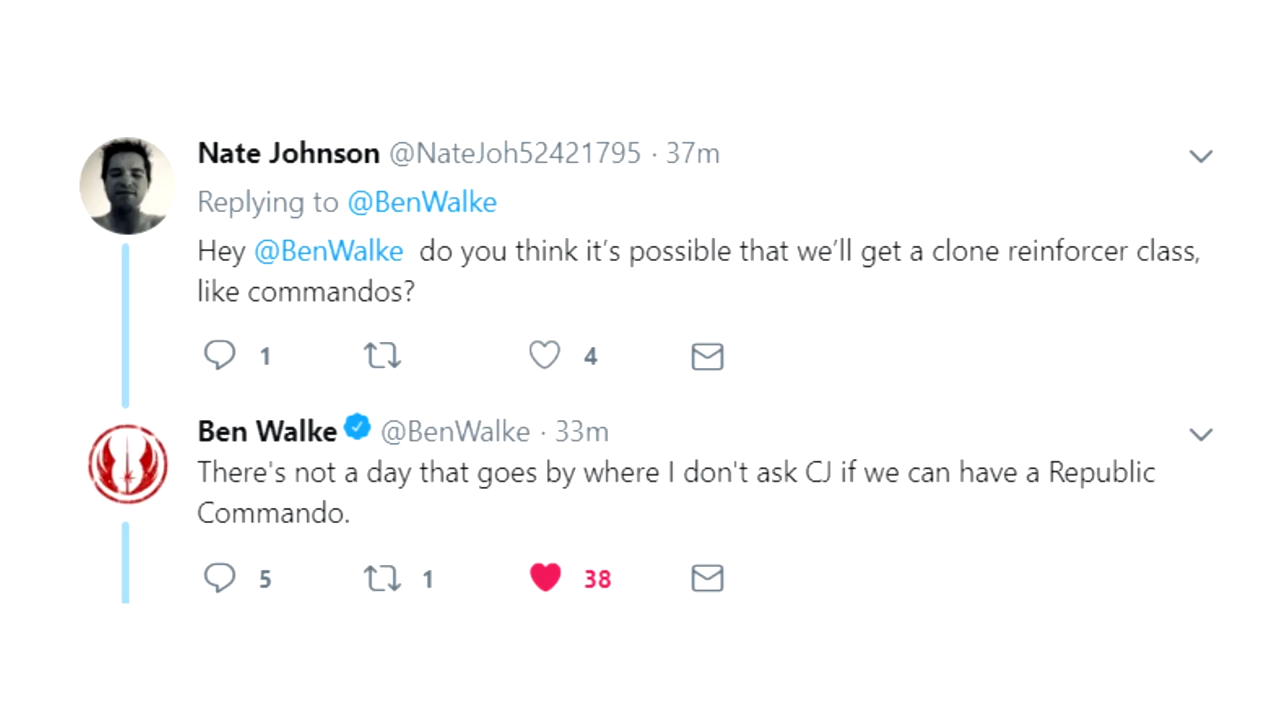 Nate Johnson @NateJoh52421795 · 37m
Replying to @BenWalke
Hey @BenWalke do you think it’s possible that we’ll get a clone reinforcer class,
like commandos?
1 4
Ben Walke @BenWalke · 33m
There's not a day that goes by where I don't ask CJ if we can have a Republic
Commando.
5 1 38